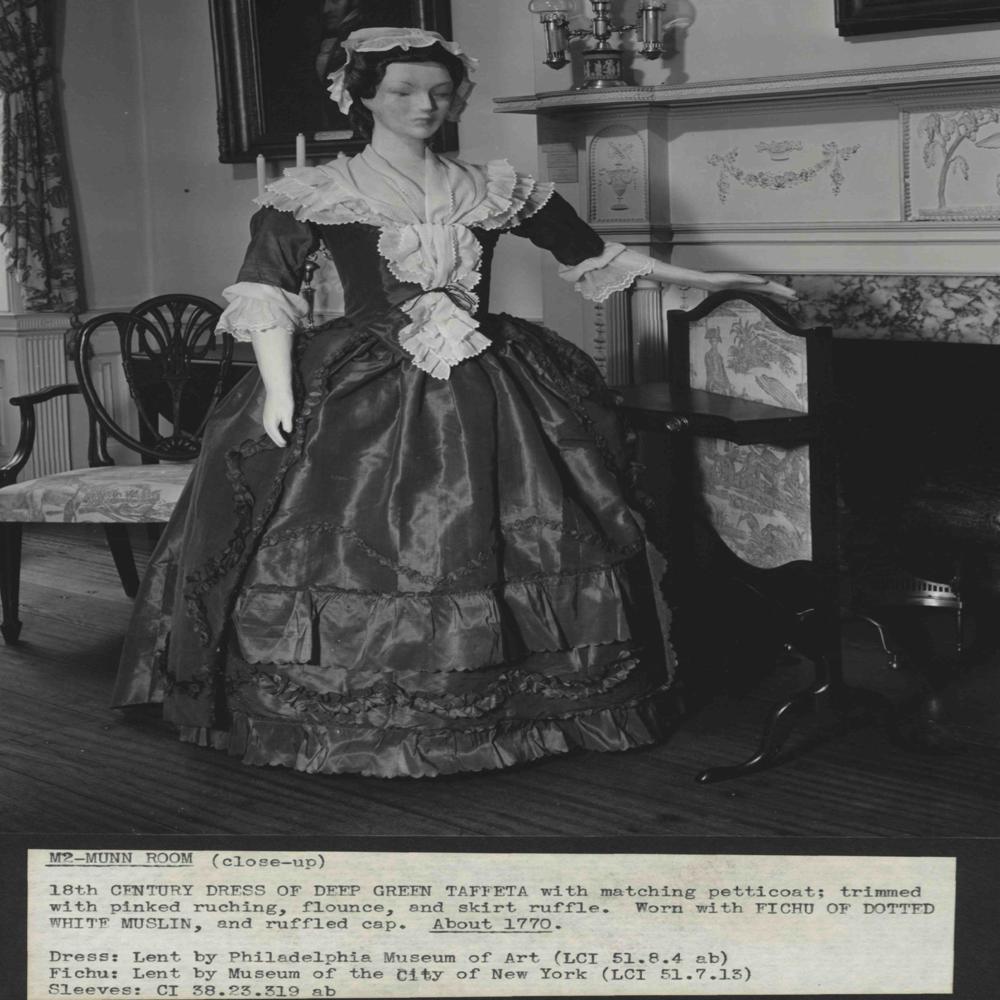 M2-MUNN ROOM (close-up)
18th CENTURY DRESS OF DEEP GREEN TAFFETA with matching petticoat; trimmed
with pinked ruching, flounce, and skirt ruffle. Worn with FICHU OF DOTTED
WHITE MUSLIN, and ruffled cap. About 1770.
Dress: Lent by Philadelphia Museum of Art (LCI 51.8.4 ab)
Fichu: Lent by Museum of the City of New York (LCI 51.7.13)
Sleeves: CI 38.23.319 ab